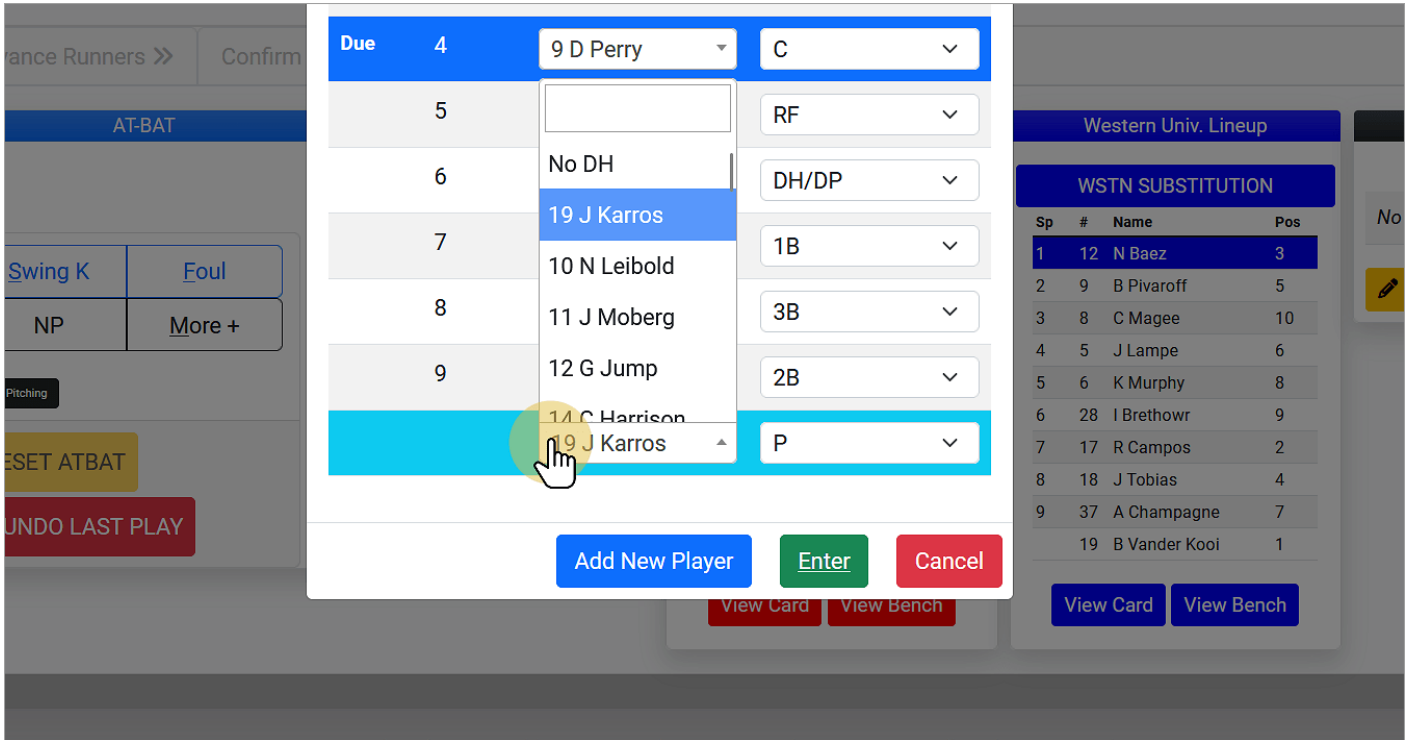 Due 4 9 D Perry C
vance Runners
Confirm
5 RF
No DH
6 DH/DP
19 J Karros
7 1B
10 N Leibold
8 11 J Moberg 3B
9 12 G Jump 2B
14 C Harrison
19 J Karros P
Add New Player Enter Cancel
AT-BAT
Swing K Foul
NP More +
Pitching
ESET ATBAT
UNDO LAST PLAY
View Card View Bench
Western Univ. Lineup
WSTN SUBSTITUTION
Sp # Name Pos
1 12 N Baez 3
2 9 B Pivaroff 5
3 8 C Magee 10
4 5 J Lampe 6
5 6 K Murphy 8
6 28 I Brethowr 9
7 17 R Campos 2
8 18 J Tobias 4
9 37 A Champagne 7
19 B Vander Kooi 1
View Card View Bench
No